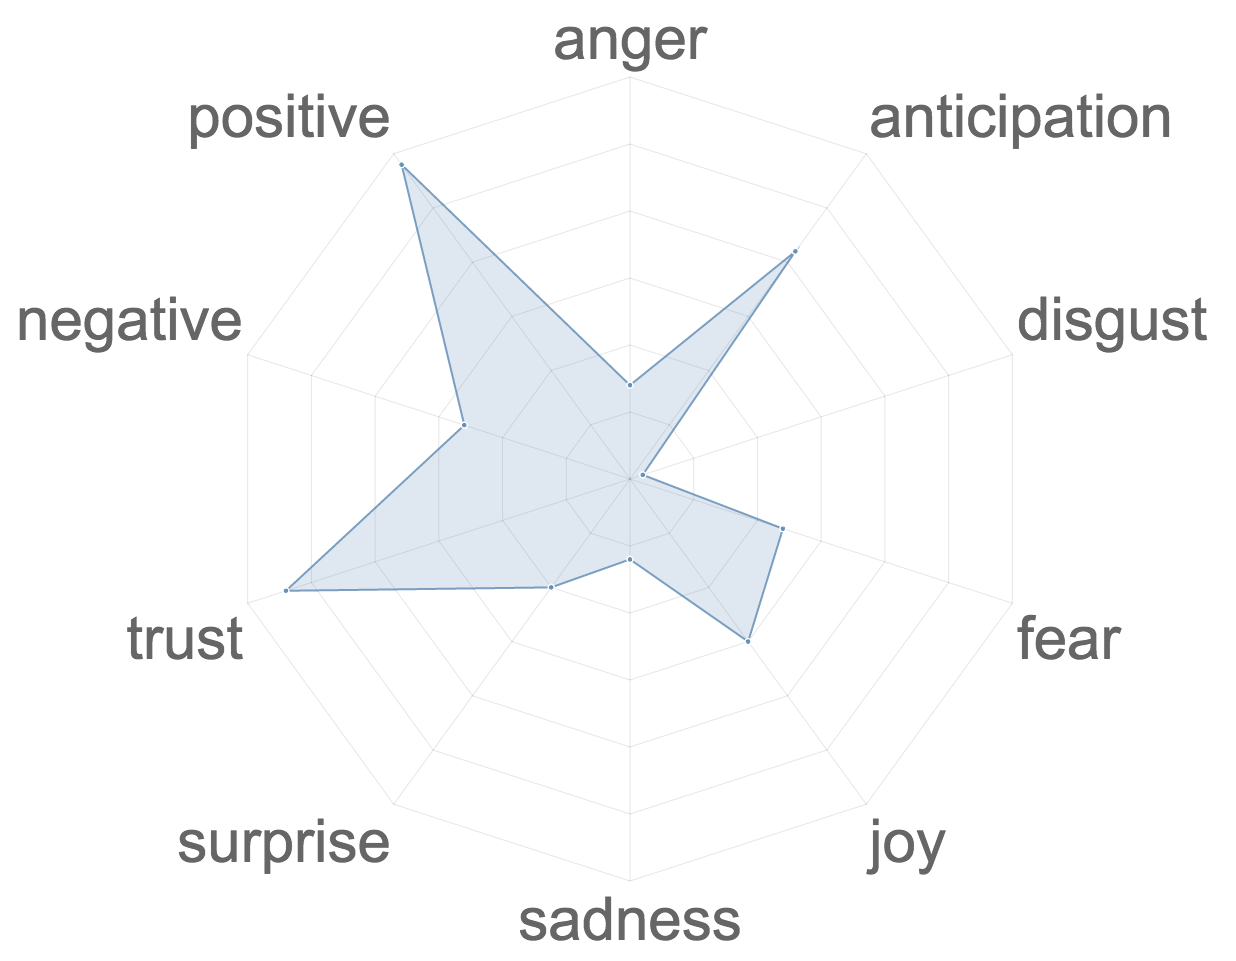 anger
positive
anticipation
negative
disgust
trust
fear
surprise
joy
sadness